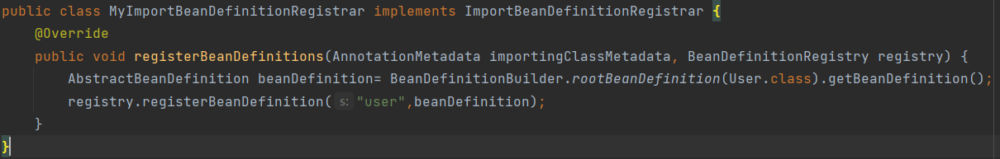 public class MyImportBeanDefinitionRegistrar implements ImportBeanDefinitionRegistrar {
    @Override
    public void registerBeanDefinitions(AnnotationMetadata importingClassMetadata, BeanDefinitionRegistry registry) {
        AbstractBeanDefinition beanDefinition= BeanDefinitionBuilder.rootBeanDefinition(User.class).getBeanDefinition();
        registry.registerBeanDefinition( s: "user",beanDefinition);
    }
}